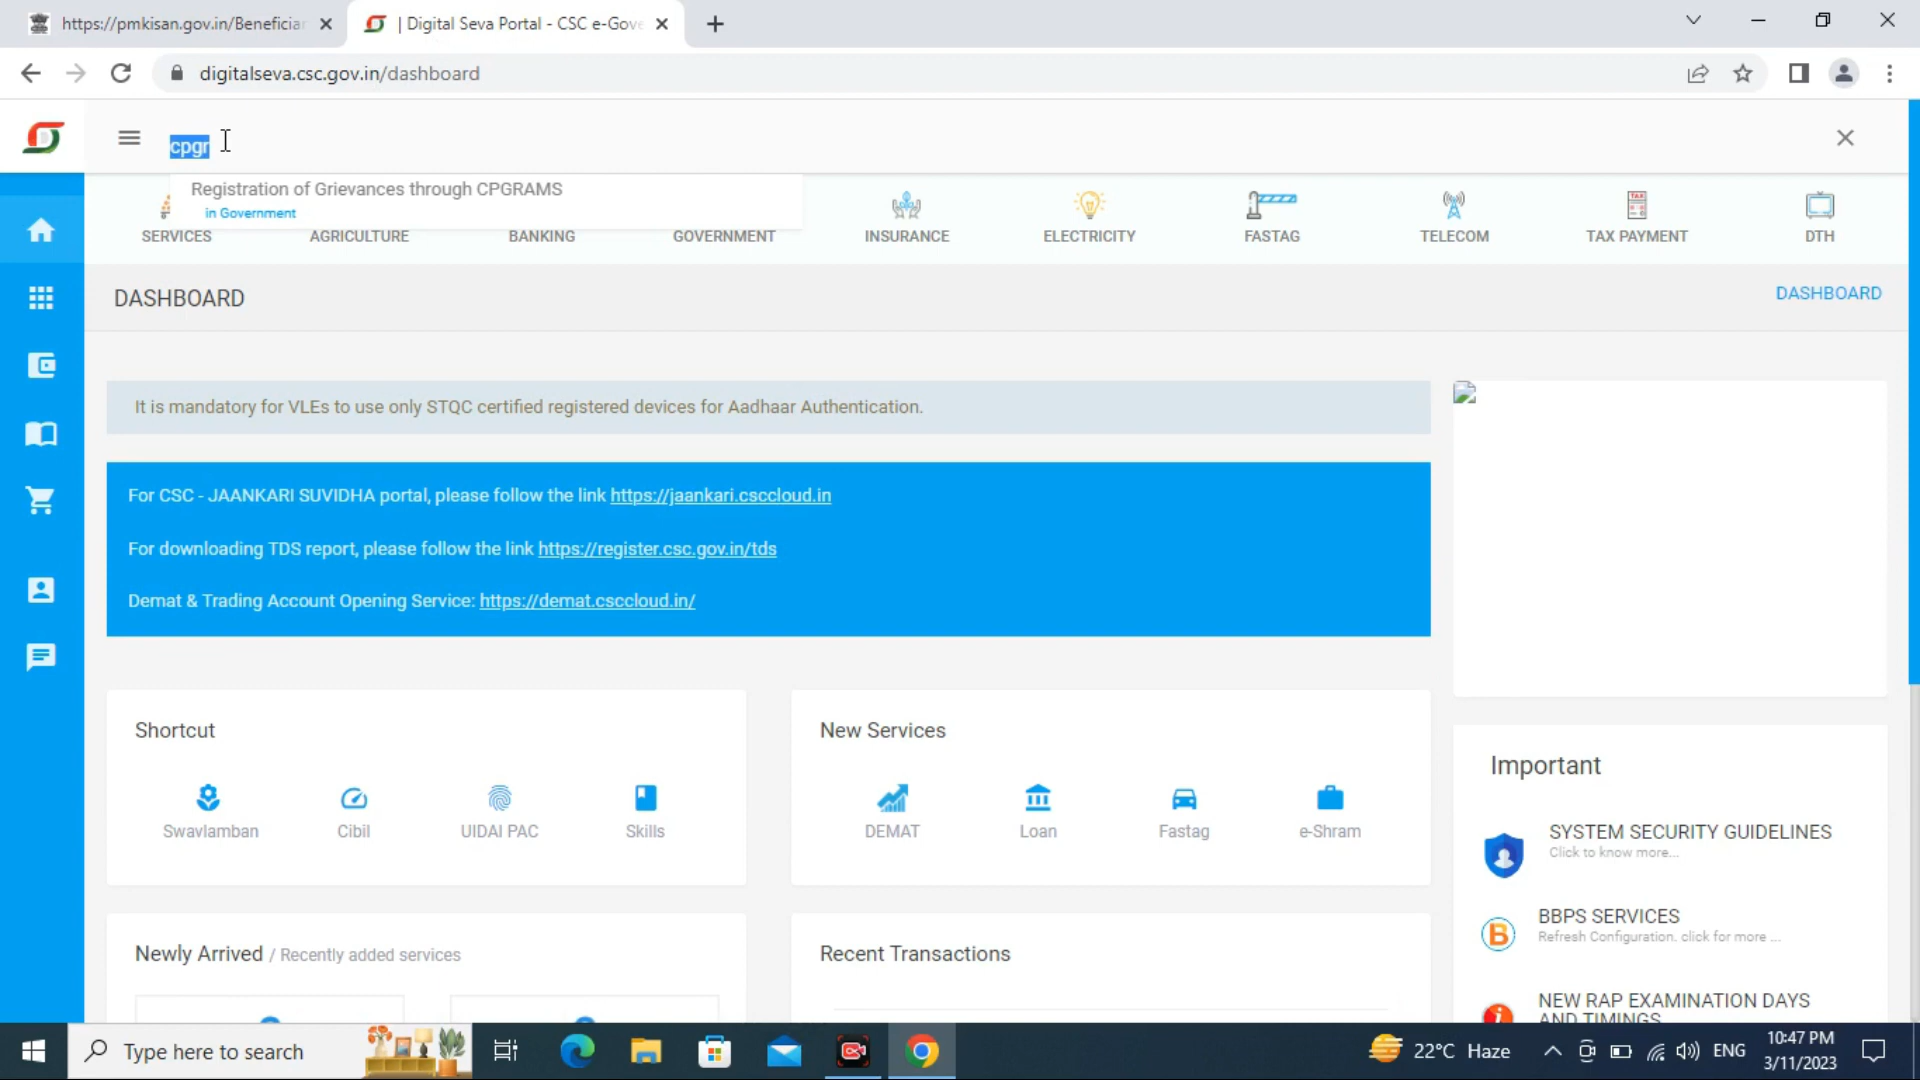 https://pmkisan.gov.in/Beneficiar
| Digital Seva Portal - CSC e-Gove
digitalseva.csc.gov.in/dashboard
cpgr
Registration of Grievances through CPGRAMS
in Government
SERVICES
AGRICULTURE
BANKING
GOVERNMENT
INSURANCE
ELECTRICITY
FASTAG
TELECOM
TAX PAYMENT
DTH
DASHBOARD
DASHBOARD
It is mandatory for VLEs to use only STQC certified registered devices for Aadhaar Authentication.
For CSC - JAANKARI SUVIDHA portal, please follow the link https://jaankari.csccloud.in
For downloading TDS report, please follow the link https://register.csc.gov.in/tds
Demat & Trading Account Opening Service: https://demat.csccloud.in/
Shortcut
Swavlamban
Cibil
UIDAI PAC
Skills
New Services
DEMAT
Loan
Fastag
e-Shram
Important
SYSTEM SECURITY GUIDELINES
Click to know more...
BBPS SERVICES
Refresh Configuration. click for more ...
NEW RAP EXAMINATION DAYS
AND TIMINGS
Newly Arrived / Recently added services
Recent Transactions
Type here to search
22°C Haze
ENG
10:47 PM
3/11/2023